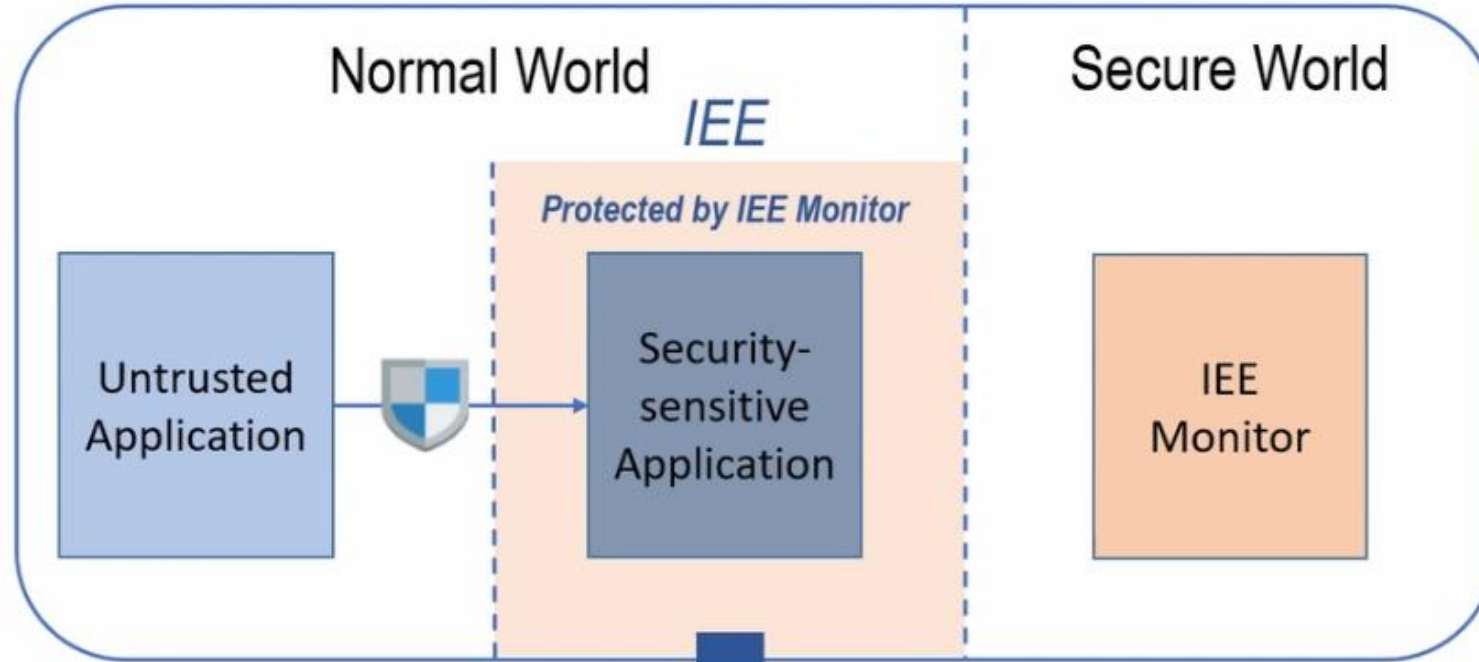 Normal World
Secure World
IEE
Protected by IEE Monitor
Untrusted
Application
Security-
sensitive
Application
IEE
Monitor